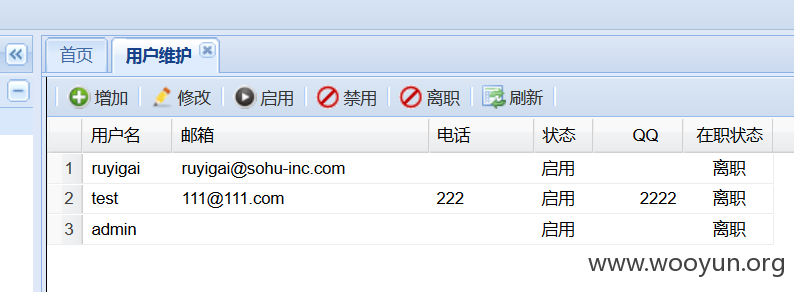 首页 用户维护
增加 修改 启用 禁用 离职 刷新
用户名 邮箱 电话 状态 QQ 在职状态
1 ruyigai ruyigai@sohu-inc.com 启用 离职
2 test 111@111.com 222 启用 2222 离职
3 admin 启用 离职
www.wooyun.org